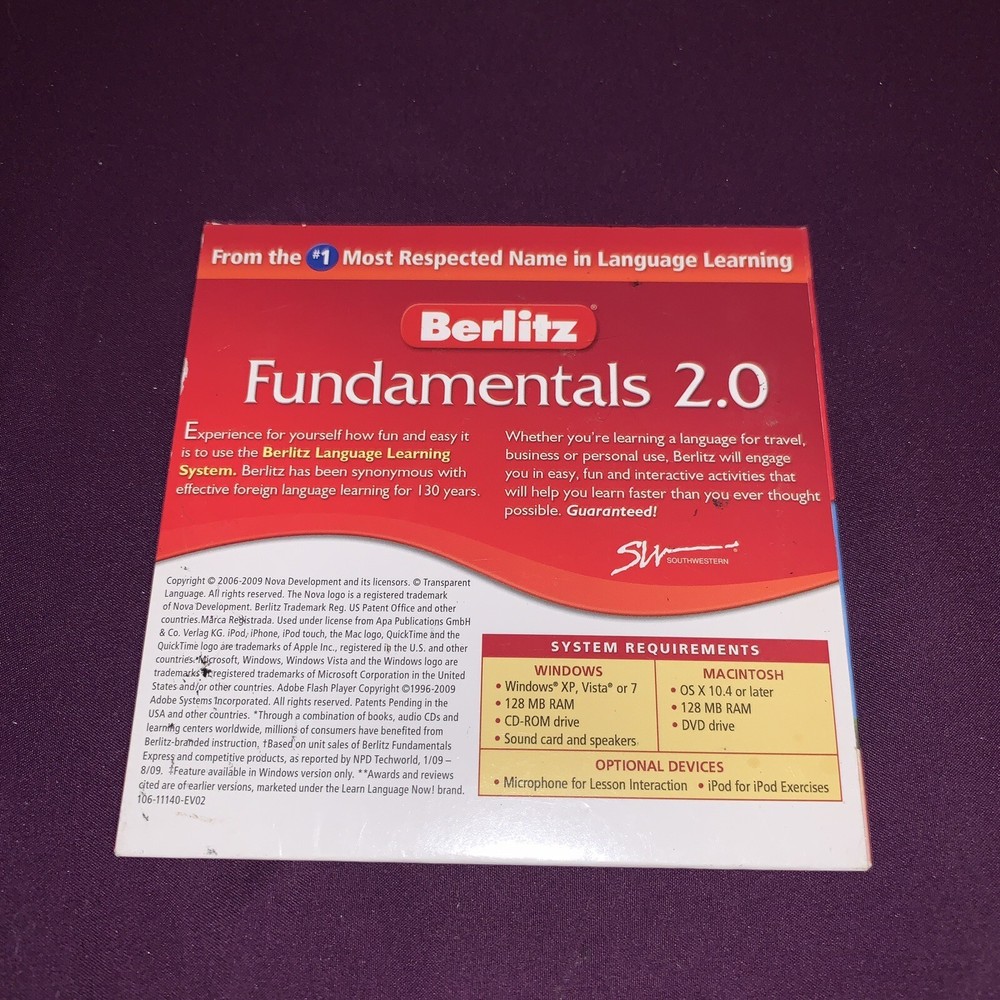 From the #1 Most Respected Name in Language Learning
Berlitz®
Fundamentals 2.0
Experience for yourself how fun and easy it
is to use the Berlitz Language Learning
System. Berlitz has been synonymous with
effective foreign language learning for 130 years.
Whether you're learning a language for travel,
business or personal use, Berlitz will engage
you in easy, fun and interactive activities that
will help you learn faster than you ever thought
possible. Guaranteed!
SW SOUTHWESTERN
Copyright © 2006-2009 Nova Development and its licensors. © Transparent
Language. All rights reserved. The Nova logo is a registered trademark
of Nova Development. Berlitz Trademark Reg. US Patent Office and other
countries.Marca Registrada. Used under license from Apa Publications GmbH
& Co. Verlag KG. iPod, iPhone, iPod touch, the Mac logo, QuickTime and the
QuickTime logo are trademarks of Apple Inc., registered in the U.S. and other
countries. Microsoft, Windows, Windows Vista and the Windows logo are
trademarks registered trademarks of Microsoft Corporation in the United
States and/or other countries. Adobe Flash Player Copyright ©1996-2009
Adobe Systems Incorporated. All rights reserved. Patents Pending in the
USA and other countries. *Through a combination of books, audio CDs and
learning centers worldwide, millions of consumers have benefited from
Berlitz-branded instruction. †Based on unit sales of Berlitz Fundamentals
Express and competitive products, as reported by NPD Techworld, 1/09 –
8/09. ‡Feature available in Windows version only. **Awards and reviews
cited are of earlier versions, marketed under the Learn Language Now! brand.
106-11140-EV02
SYSTEM REQUIREMENTS
WINDOWS
• Windows® XP, Vista® or 7
• 128 MB RAM
• CD-ROM drive
• Sound card and speakers
MACINTOSH
• OS X 10.4 or later
• 128 MB RAM
• DVD drive
OPTIONAL DEVICES
• Microphone for Lesson Interaction • iPod for iPod Exercises